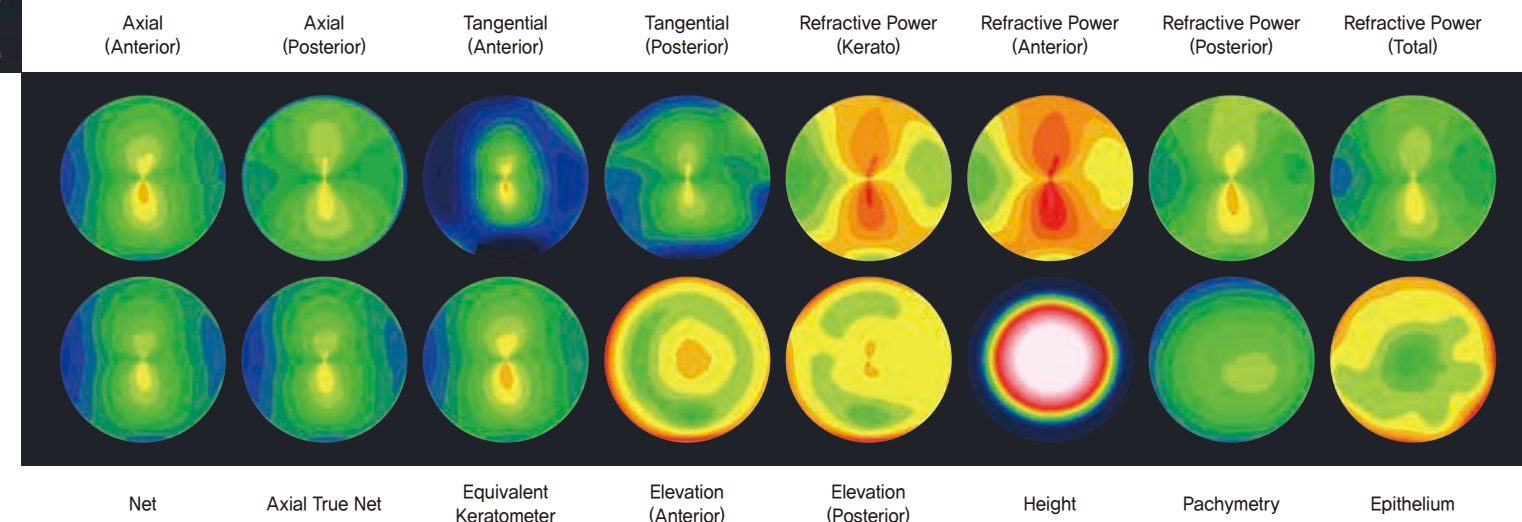 Axial
(Anterior)
Axial
(Posterior)
Tangential
(Anterior)
Tangential
(Posterior)
Refractive Power
(Kerato)
Refractive Power
(Anterior)
Refractive Power
(Posterior)
Refractive Power
(Total)
Net
Axial True Net
Equivalent
Keratometer
Elevation
(Anterior)
Elevation
(Posterior)
Height
Pachymetry
Epithelium